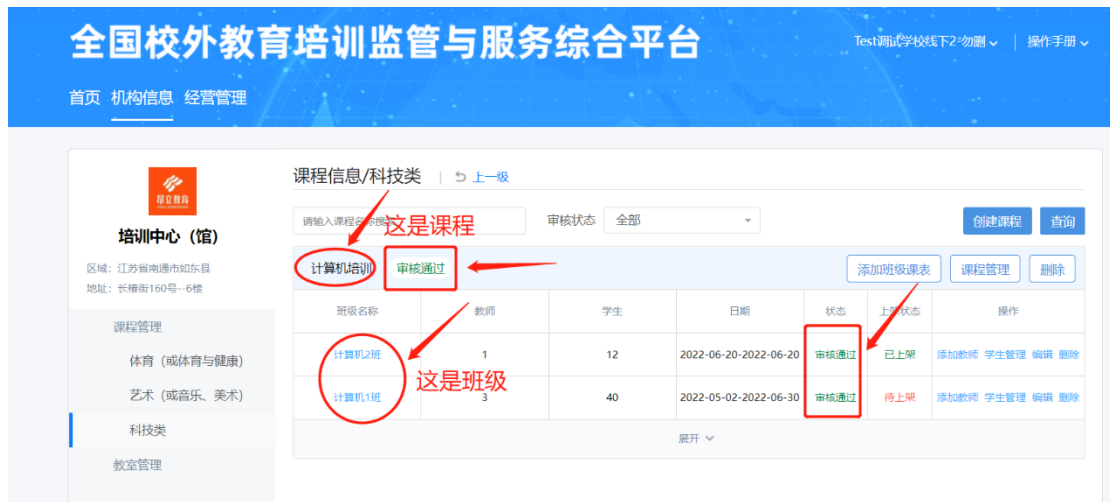 全国校外教育培训监管与服务综合平台
Test调试学校线下2*勿删
操作手册
首页 机构信息 经营管理
课程信息/科技类 | 上一级
培训中心（馆）
区域：江苏省南通市如东县
地址：长椿街160号--6楼
请输入课程名称搜索
这是课程
审核状态 全部
创建课程 查询
计算机培训 审核通过
添加班级课表 课程管理 删除
班级名称 教师 学生 日期 状态 上架状态 操作
计算机2班 1 12 2022-06-20-2022-06-20 审核通过 已上架 添加教师 学生管理 编辑 删除
这是班级
计算机1班 3 40 2022-05-02-2022-06-30 审核通过 待上架 添加教师 学生管理 编辑 删除
展开
课程管理
体育（或体育与健康）
艺术（或音乐、美术）
科技类
教室管理